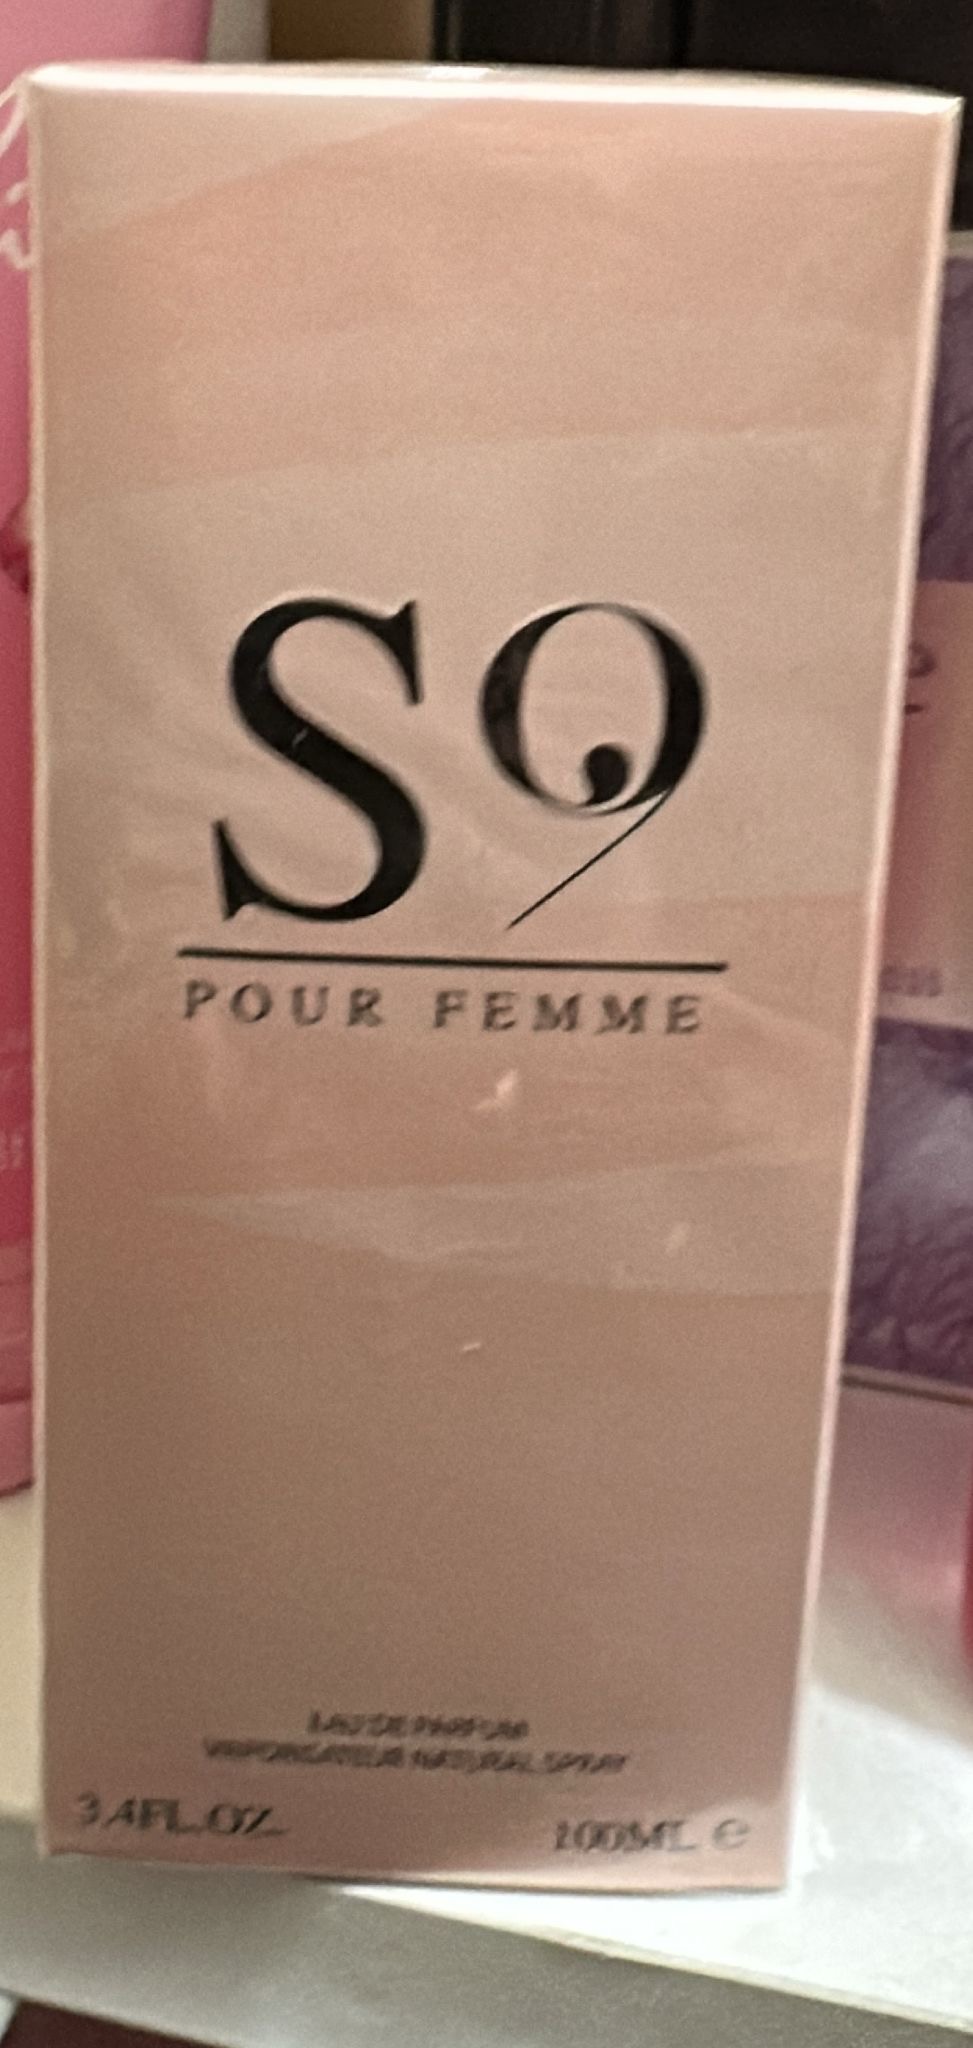 S9
POUR FEMME
EAU DE PARFUM
VAPORISATEUR NATURAL SPRAY
3.4FL.OZ
100ML e